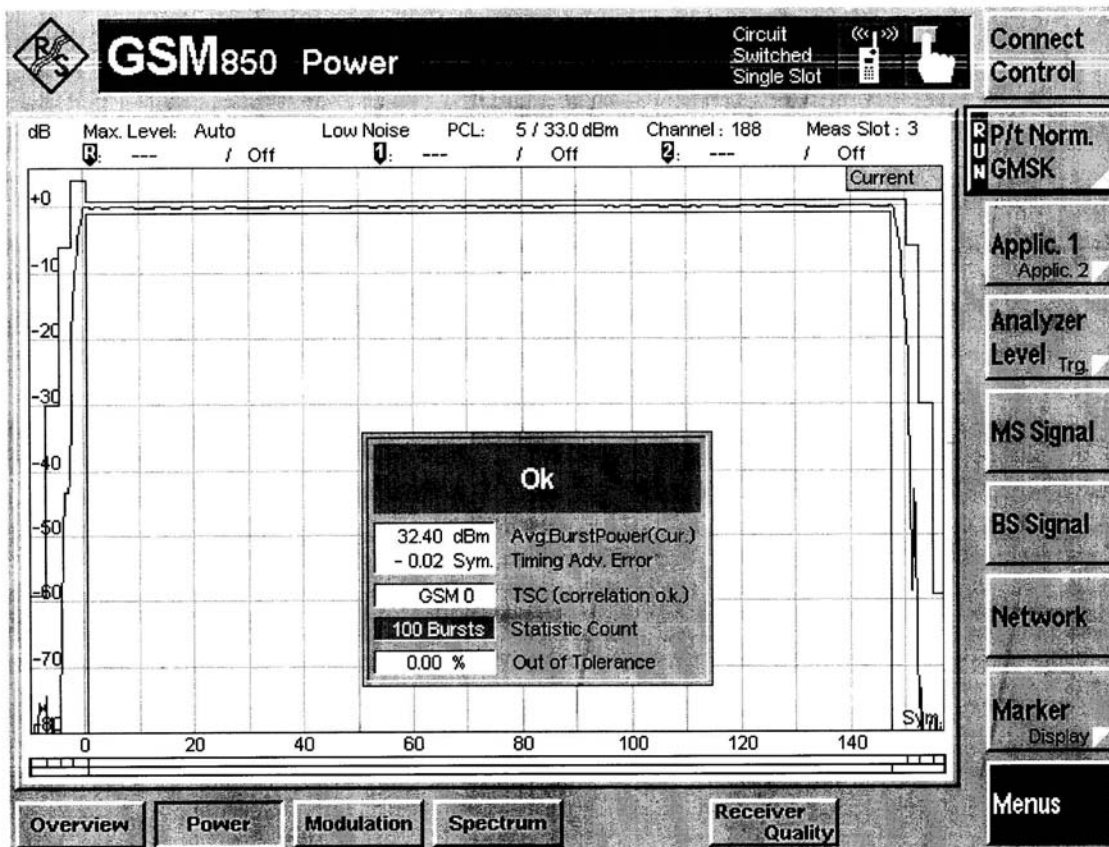 R&S
GSM850 Power
Circuit
Switched
Single Slot
Connect
Control
dB Max. Level: Auto Low Noise PCL: 5 / 33.0 dBm Channel : 188 Meas Slot : 3
R: --- / Off 1: --- / Off 2: --- / Off
Current
RUN
P/t Norm.
GMSK
Applic. 1
Applic. 2
Analyzer
Level Trg.
MS Signal
BS Signal
Network
Marker
Display
Menus
+0
-10
-20
-30
-40
-50
-60
-70
-80
Ok
32.40 dBm Avg.BurstPower(Cur.)
- 0.02 Sym. Timing Adv. Error
GSM 0 TSC (correlation o.k.)
100 Bursts Statistic Count
0.00 % Out of Tolerance
Sym.
0 20 40 60 80 100 120 140
Overview Power Modulation Spectrum Receiver
Quality